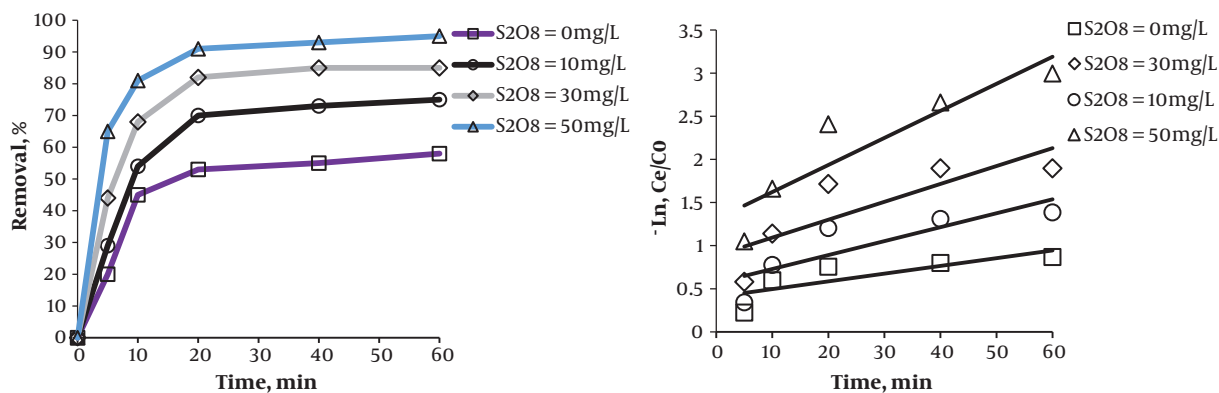 100
90
80
70
60
50
40
30
20
10
0
Removal, %
0
10
20
30
40
50
60
Time, min
S2O8 = 0mg/L
S2O8 = 10mg/L
S2O8 = 30mg/L
S2O8 = 50mg/L
3.5
3
2.5
2
1.5
1
0.5
0
-Ln, Ce/C0
0
10
20
30
40
50
60
Time, min
S2O8 = 0mg/L
S2O8 = 30mg/L
S2O8 = 10mg/L
S2O8 = 50mg/L